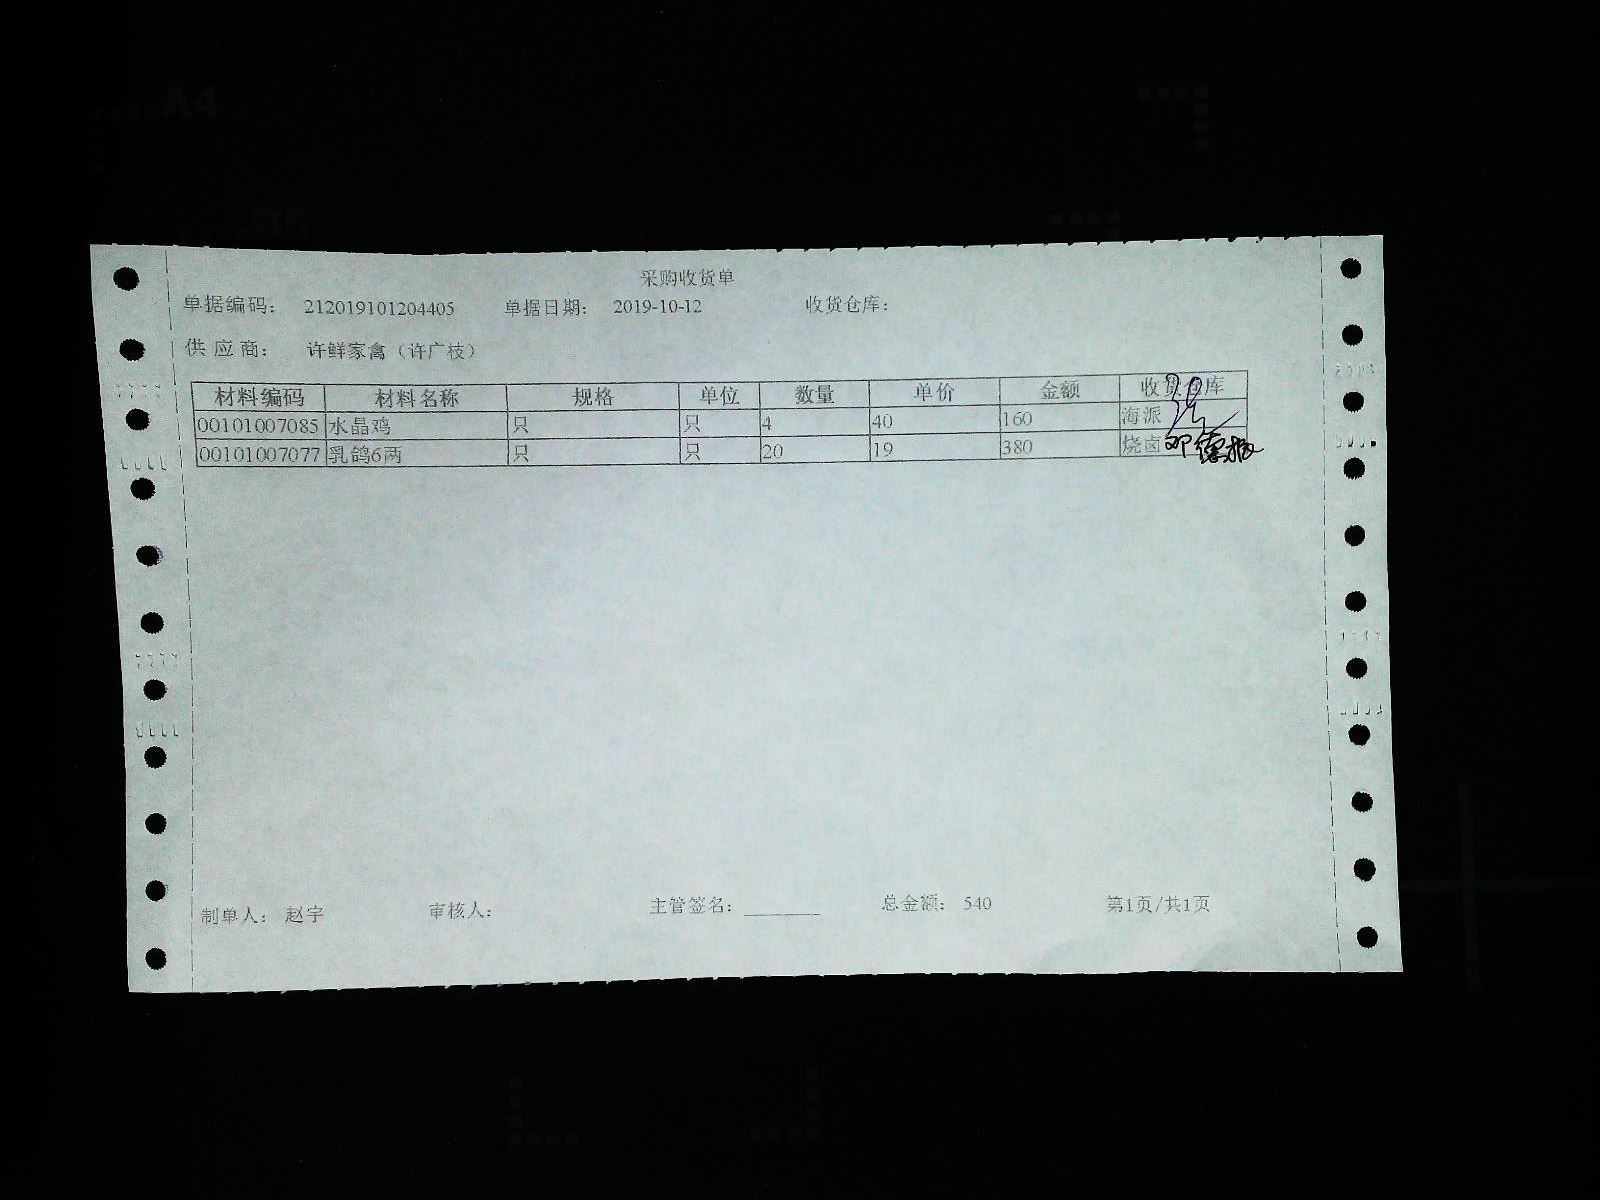 采购收货单
单据编码： 212019101204405 单据日期： 2019-10-12 收货仓库：
供 应 商： 许鲜家禽（许广枝）
材料编码 材料名称 规格 单位 数量 单价 金额 收货仓库
00101007085 水晶鸡 只 只 4 40 160 海派
00101007077 乳鸽6两 只 只 20 19 380 烧卤
制单人： 赵宇 审核人： 主管签名： 总金额： 540 第1页/共1页